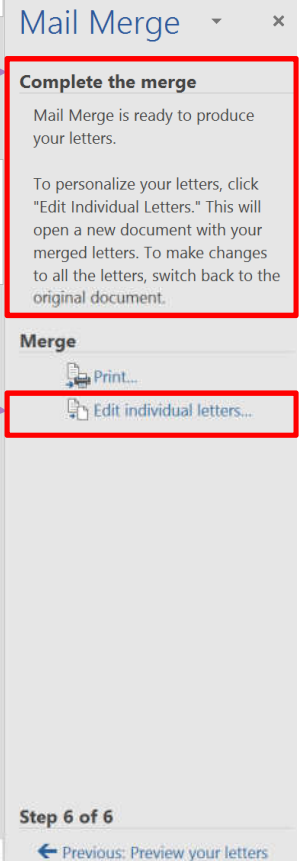 Mail Merge
Complete the merge
Mail Merge is ready to produce
your letters.
To personalize your letters, click
"Edit Individual Letters." This will
open a new document with your
merged letters. To make changes
to all the letters, switch back to the
original document.
Merge
Print...
Edit individual letters...
Step 6 of 6
Previous: Preview your letters